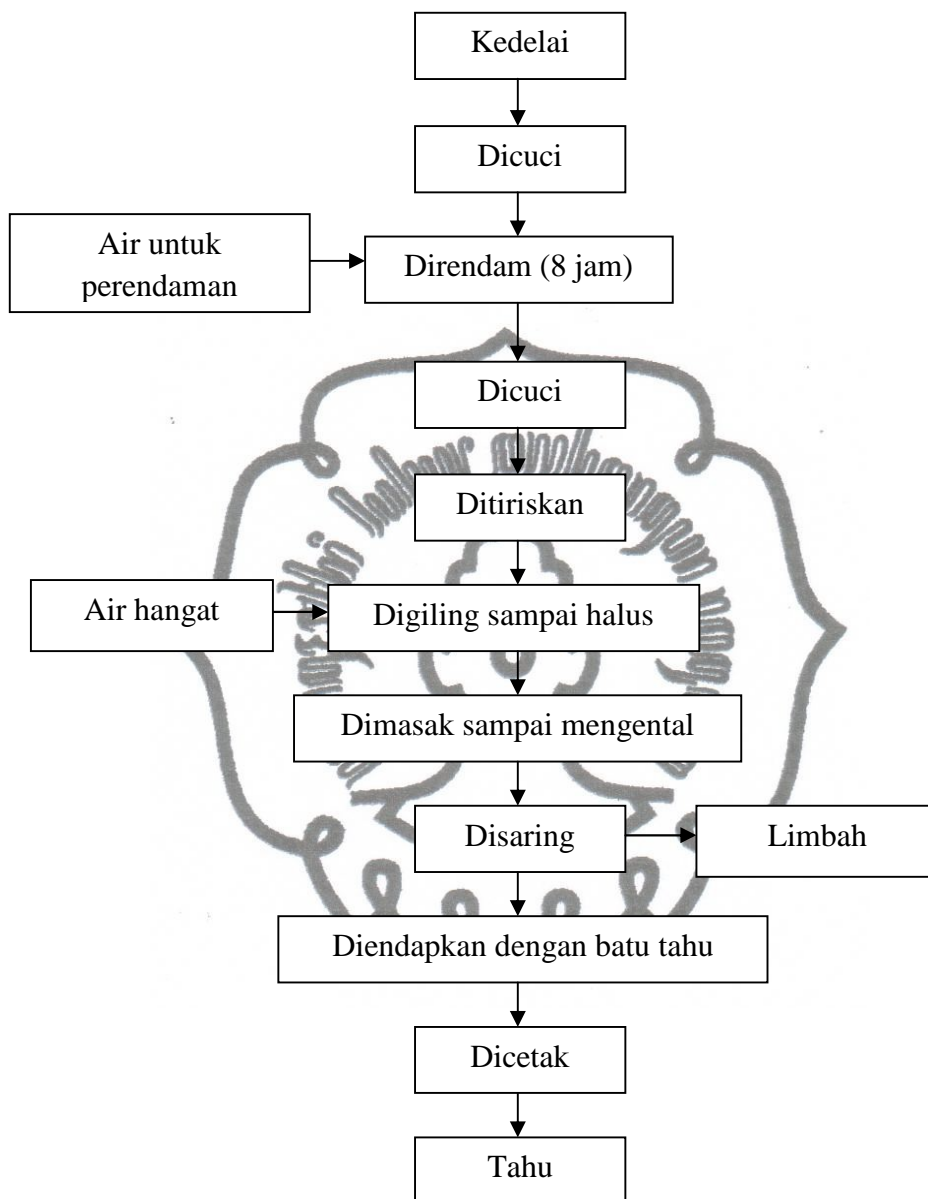 Kedelai
Dicuci
Air untuk
perendaman
Direndam (8 jam)
Dicuci
Ditiriskan
Air hangat
Digiling sampai halus
Dimasak sampai mengental
Disaring
Limbah
Diendapkan dengan batu tahu
Dicetak
Tahu